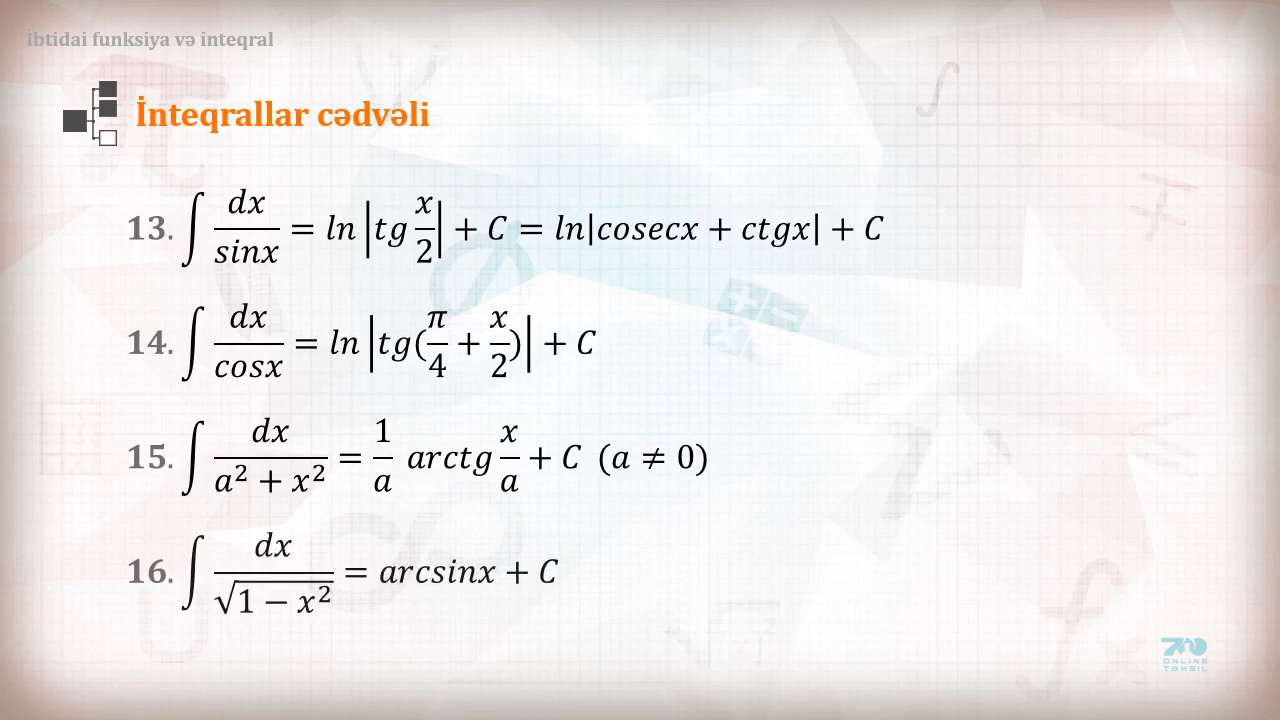 İbtidai funksiya və inteqral
İnteqrallar cədvəli
13. ∫ dx/sinx = ln |tg x/2| + C = ln|cosecx + ctgx| + C
14. ∫ dx/cosx = ln |tg(π/4 + x/2)| + C
15. ∫ dx/(a² + x²) = 1/a arctg x/a + C (a ≠ 0)
16. ∫ dx/√(1 − x²) = arcsinx + C
700
ONLINE
TƏHSİL